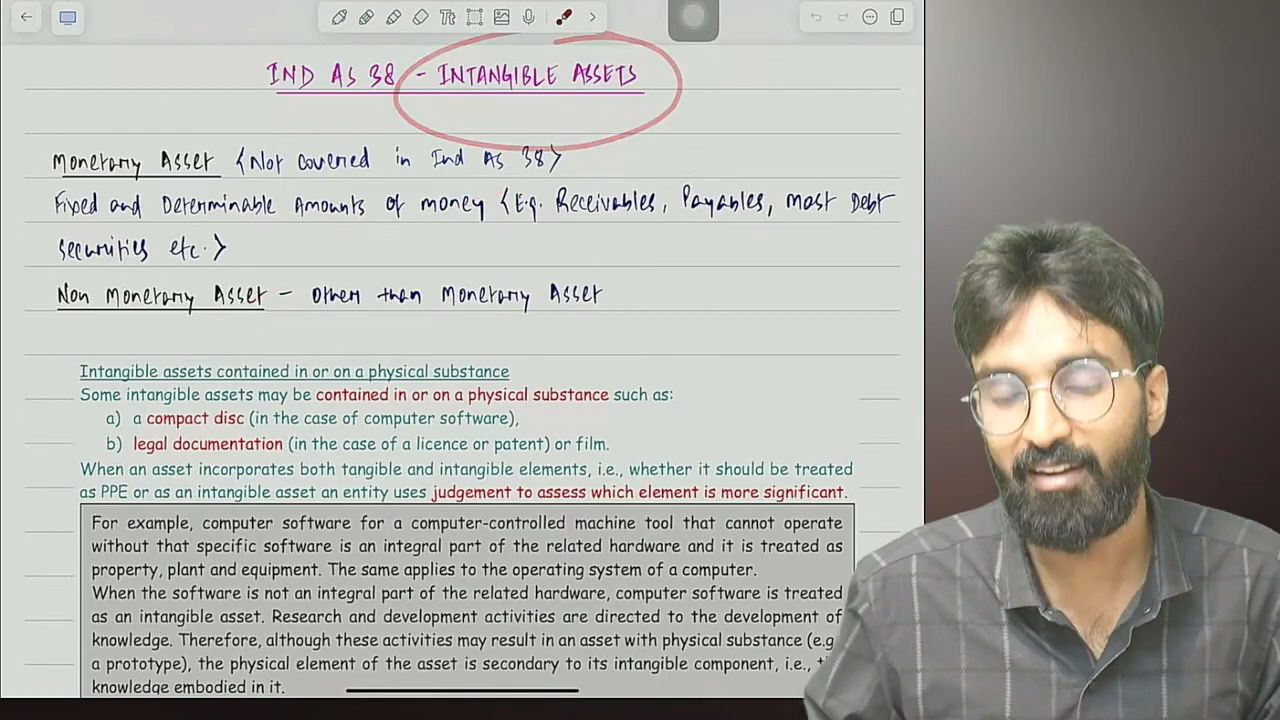 IND AS 38 - INTANGIBLE ASSETS
Monetary Asset {Not covered in Ind AS 38}
Fixed and Determinable Amounts of money {E.g. Receivables, Payables, most Debt
securities etc.}
Non Monetary Asset - other than Monetary Asset
Intangible assets contained in or on a physical substance
Some intangible assets may be contained in or on a physical substance such as:
a) a compact disc (in the case of computer software),
b) legal documentation (in the case of a licence or patent) or film.
When an asset incorporates both tangible and intangible elements, i.e., whether it should be treated
as PPE or as an intangible asset an entity uses judgement to assess which element is more significant.
For example, computer software for a computer-controlled machine tool that cannot operate
without that specific software is an integral part of the related hardware and it is treated as
property, plant and equipment. The same applies to the operating system of a computer.
When the software is not an integral part of the related hardware, computer software is treated
as an intangible asset. Research and development activities are directed to the development of
knowledge. Therefore, although these activities may result in an asset with physical substance (e.g
a prototype), the physical element of the asset is secondary to its intangible component, i.e.,
knowledge embodied in it.